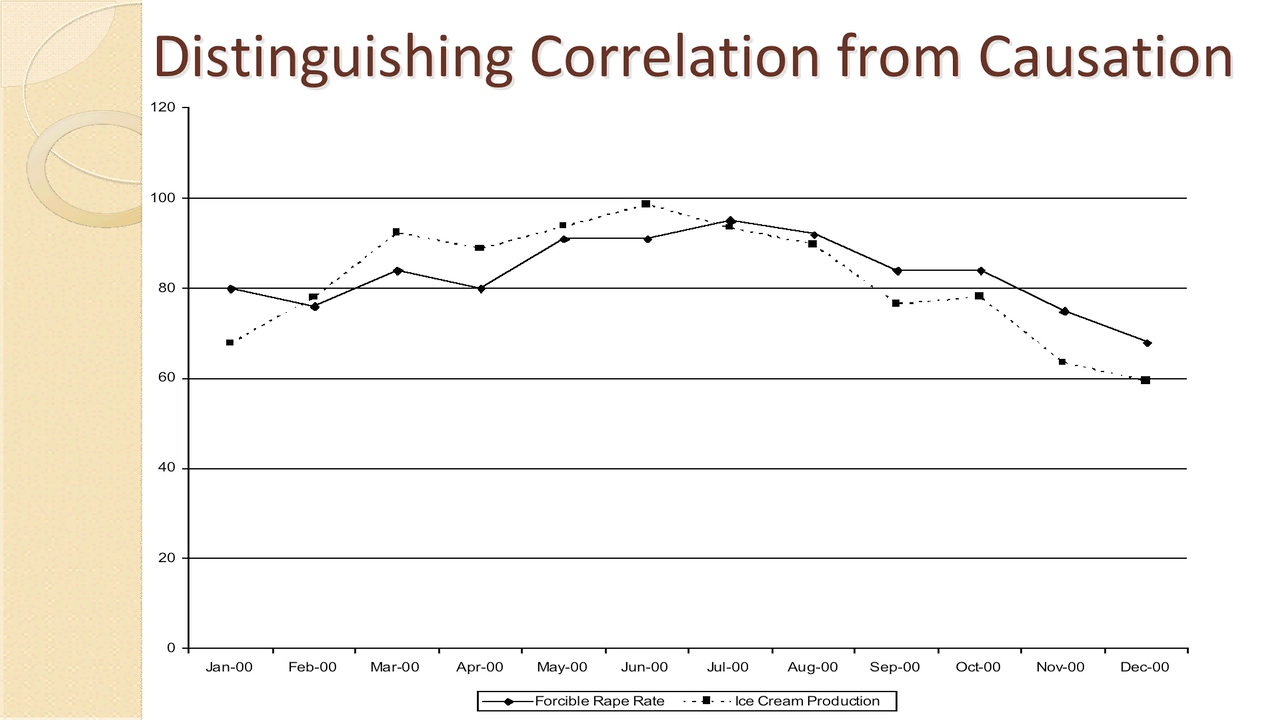 Distinguishing Correlation from Causation
120
100
80
60
40
20
0
Jan-00 Feb-00 Mar-00 Apr-00 May-00 Jun-00 Jul-00 Aug-00 Sep-00 Oct-00 Nov-00 Dec-00
Forcible Rape Rate Ice Cream Production